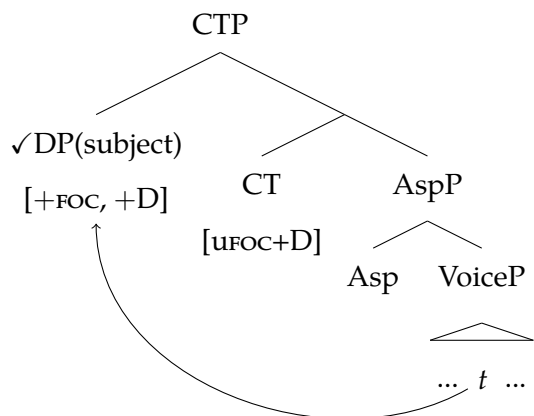 CTP
✓DP(subject)
[+FOC, +D]
CT
AspP
[uFOC+D]
Asp VoiceP
... t ...